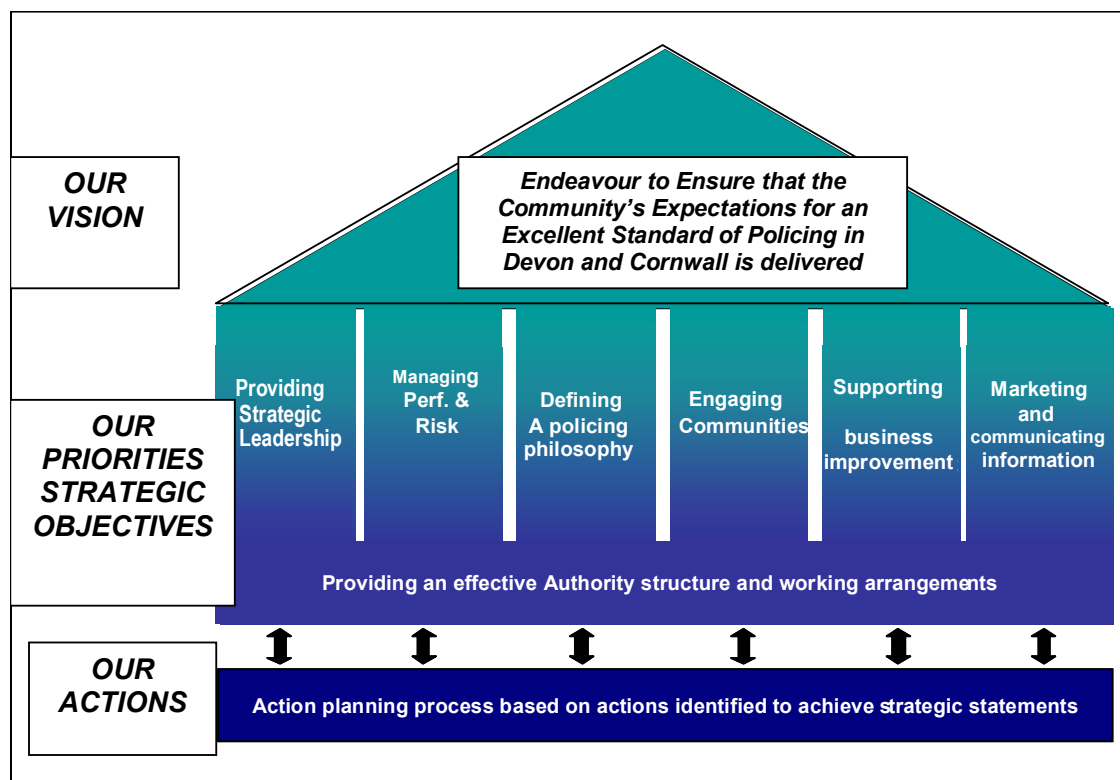 OUR
VISION
Endeavour to Ensure that the
Community’s Expectations for an
Excellent Standard of Policing in
Devon and Cornwall is delivered
OUR
PRIORITIES
STRATEGIC
OBJECTIVES
Providing
Strategic
Leadership
Managing
Perf. &
Risk
Defining
A policing
philosophy
Engaging
Communities
Supporting
business
improvement
Marketing
and
communicating
information
Providing an effective Authority structure and working arrangements
OUR
ACTIONS
Action planning process based on actions identified to achieve strategic statements